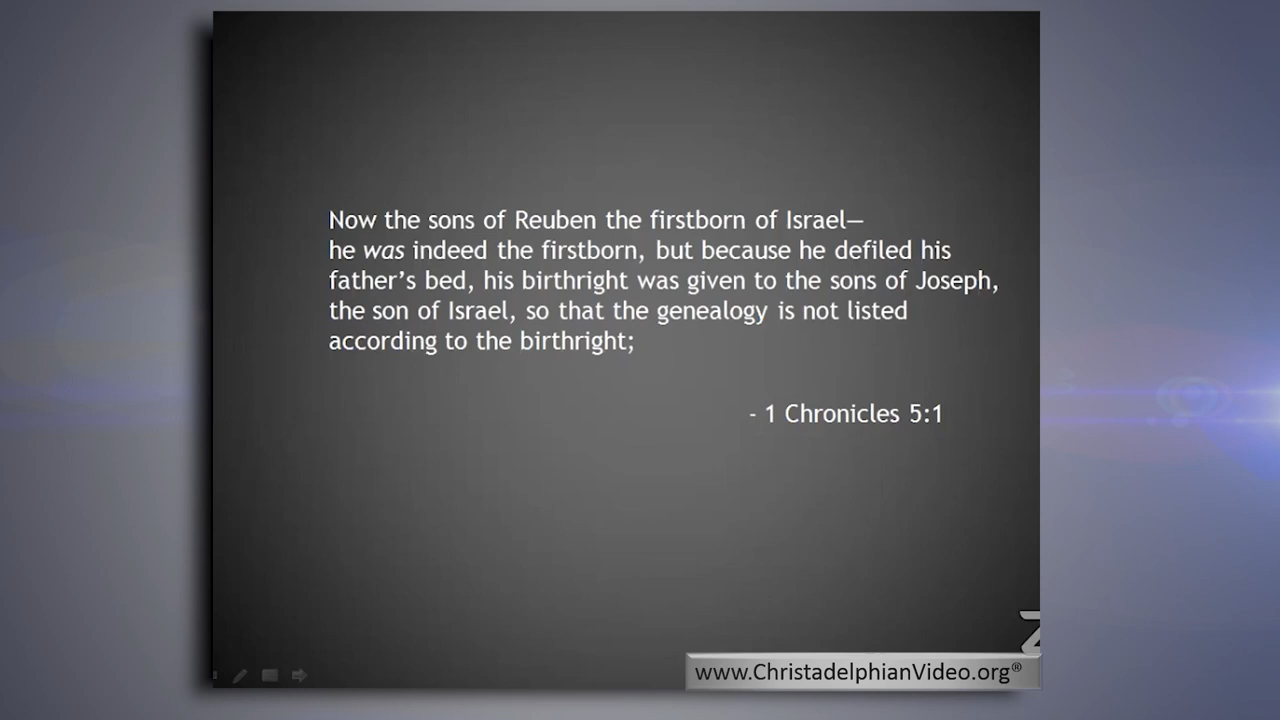 Now the sons of Reuben the firstborn of Israel—
he was indeed the firstborn, but because he defiled his
father’s bed, his birthright was given to the sons of Joseph,
the son of Israel, so that the genealogy is not listed
according to the birthright;
- 1 Chronicles 5:1
www.ChristadelphianVideo.org®